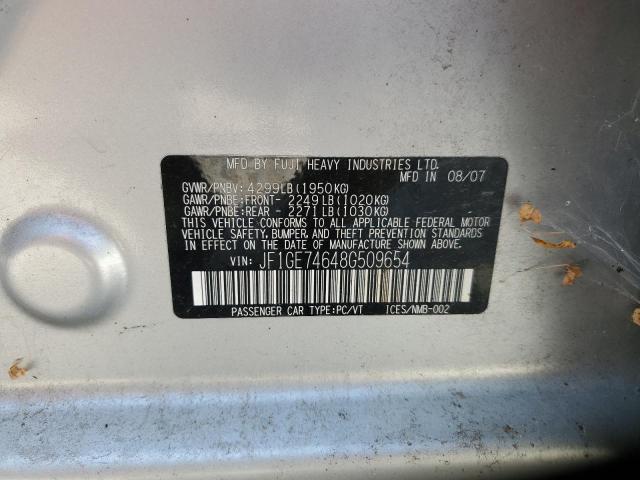 MFD BY FUJI HEAVY INDUSTRIES LTD.
MFD IN 08/07
GVWR/PNBV: 4299LB(1950KG)
GAWR/PNBE:FRONT- 2249LB(1020KG)
GAWR/PNBE:REAR - 2271LB(1030KG)
THIS VEHICLE CONFORMS TO ALL APPLICABLE FEDERAL MOTOR
VEHICLE SAFETY, BUMPER, AND THEFT PREVENTION STANDARDS
IN EFFECT ON THE DATE OF MANUFACTURE SHOWN ABOVE.
VIN: JF1GE74648G509654
PASSENGER CAR TYPE:PC/VT ICES/NMB-002